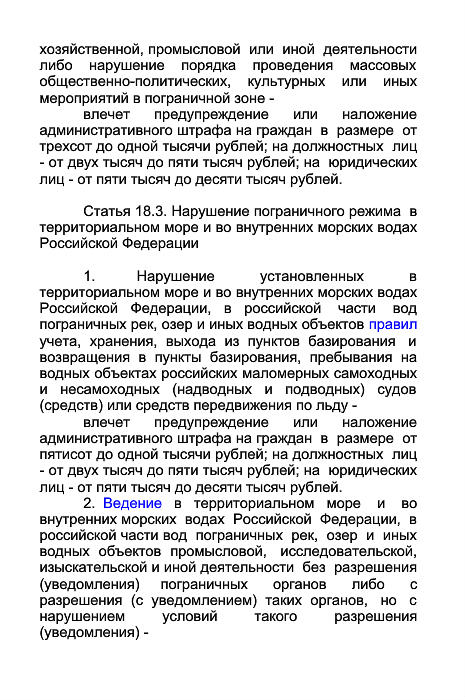 хозяйственной, промысловой или иной деятельности
либо нарушение порядка проведения массовых
общественно-политических, культурных или иных
мероприятий в пограничной зоне -
влечет предупреждение или наложение
административного штрафа на граждан в размере от
трехсот до одной тысячи рублей; на должностных лиц
- от двух тысяч до пяти тысяч рублей; на юридических
лиц - от пяти тысяч до десяти тысяч рублей.
Статья 18.3. Нарушение пограничного режима в
территориальном море и во внутренних морских водах
Российской Федерации
1. Нарушение установленных в
территориальном море и во внутренних морских водах
Российской Федерации, в российской части вод
пограничных рек, озер и иных водных объектов правил
учета, хранения, выхода из пунктов базирования и
возвращения в пункты базирования, пребывания на
водных объектах российских маломерных самоходных
и несамоходных (надводных и подводных) судов
(средств) или средств передвижения по льду -
влечет предупреждение или наложение
административного штрафа на граждан в размере от
пятисот до одной тысячи рублей; на должностных лиц
- от двух тысяч до пяти тысяч рублей; на юридических
лиц - от пяти тысяч до десяти тысяч рублей.
2. Ведение в территориальном море и во
внутренних морских водах Российской Федерации, в
российской части вод пограничных рек, озер и иных
водных объектов промысловой, исследовательской,
изыскательской и иной деятельности без разрешения
(уведомления) пограничных органов либо с
разрешения (с уведомлением) таких органов, но с
нарушением условий такого разрешения
(уведомления) -